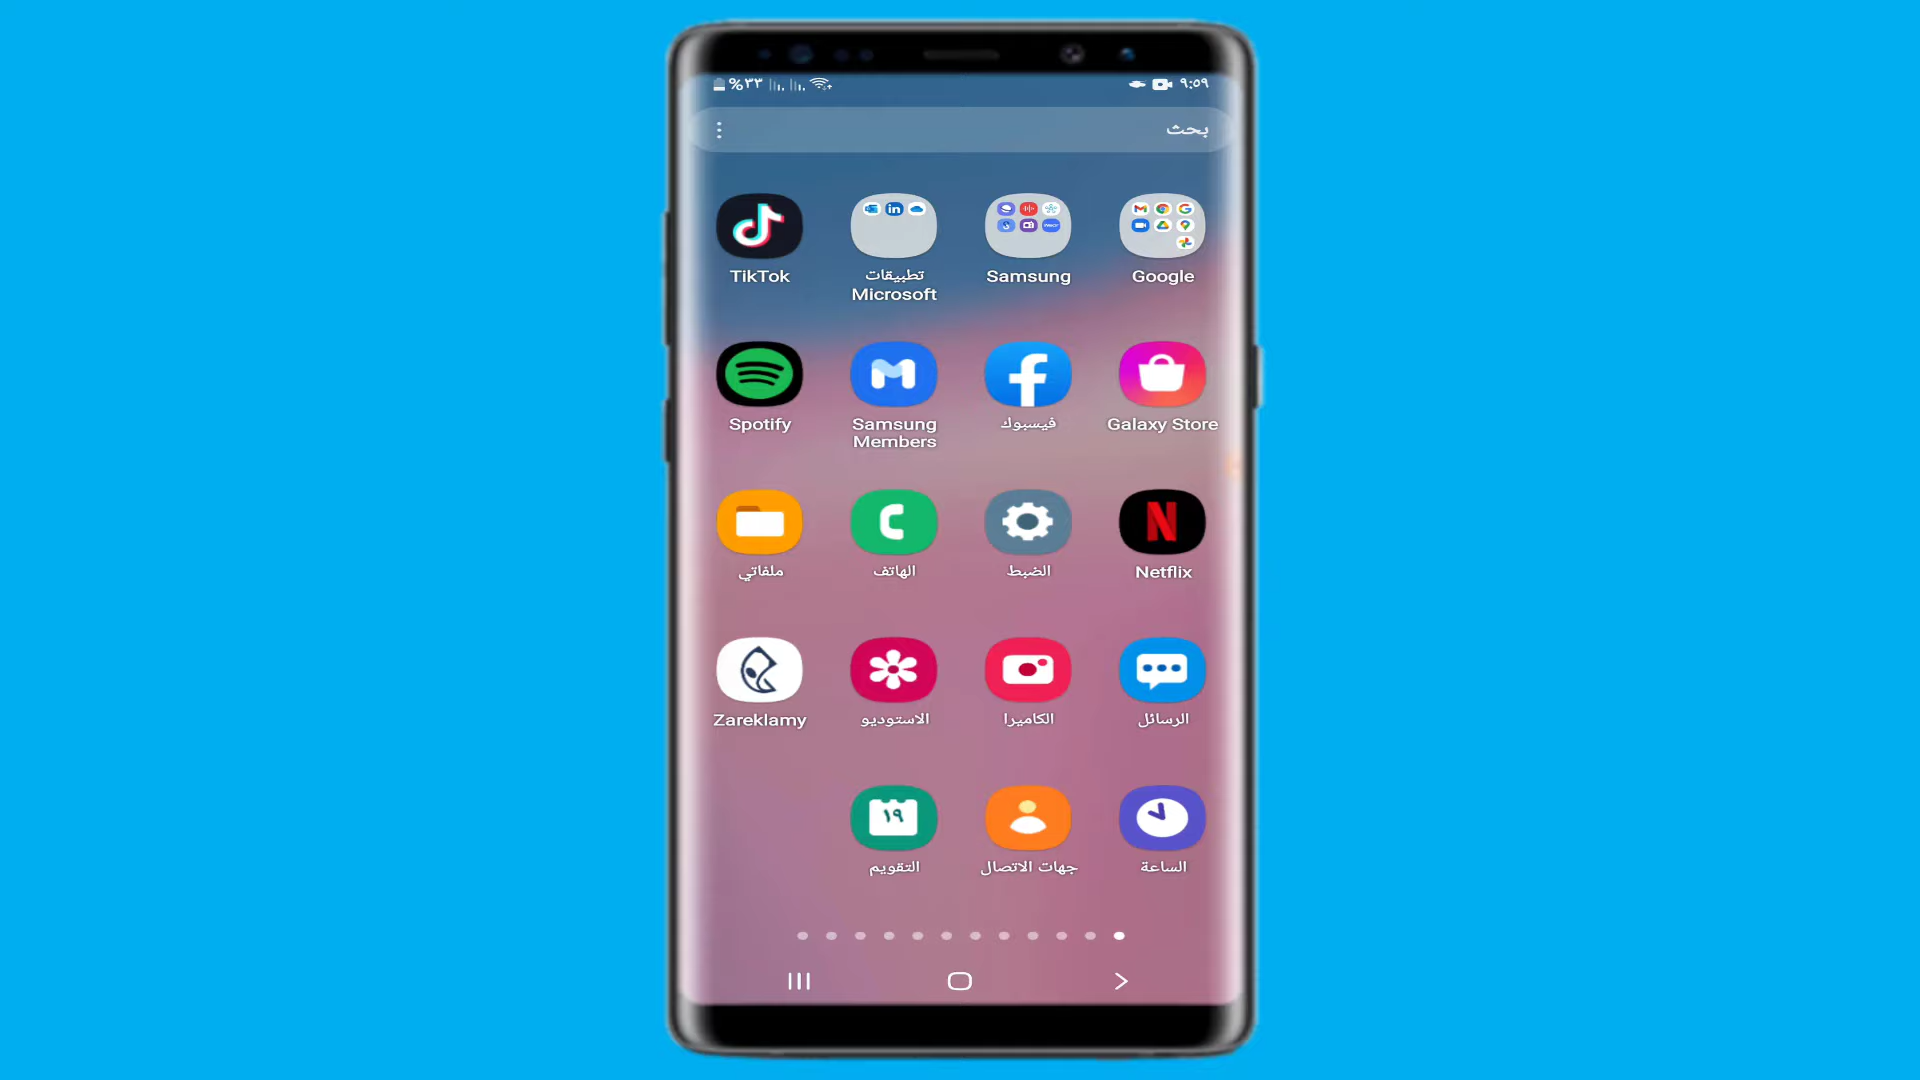 ٩:٥٩
%٣٣
بحث
Google
Samsung
تطبيقات
Microsoft
TikTok
Galaxy Store
فيسبوك
Samsung
Members
Spotify
Netflix
الضبط
الهاتف
ملفاتي
الرسائل
الكاميرا
الاستوديو
Zareklamy
الساعة
جهات الاتصال
١٩
التقويم